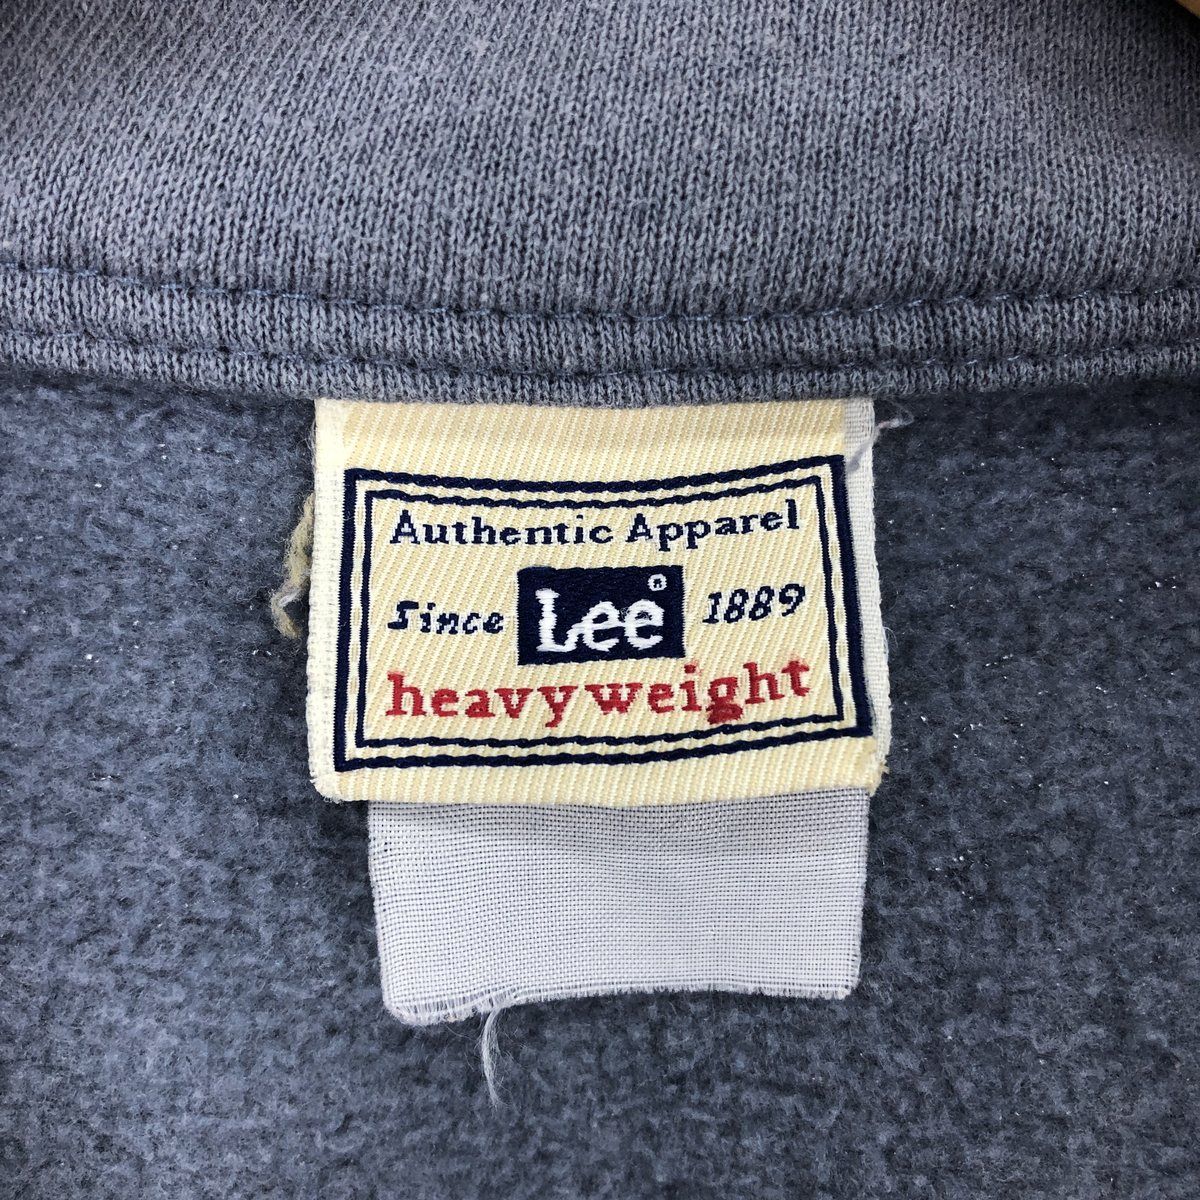 Authentic Apparel
Since Lee® 1889
heavyweight